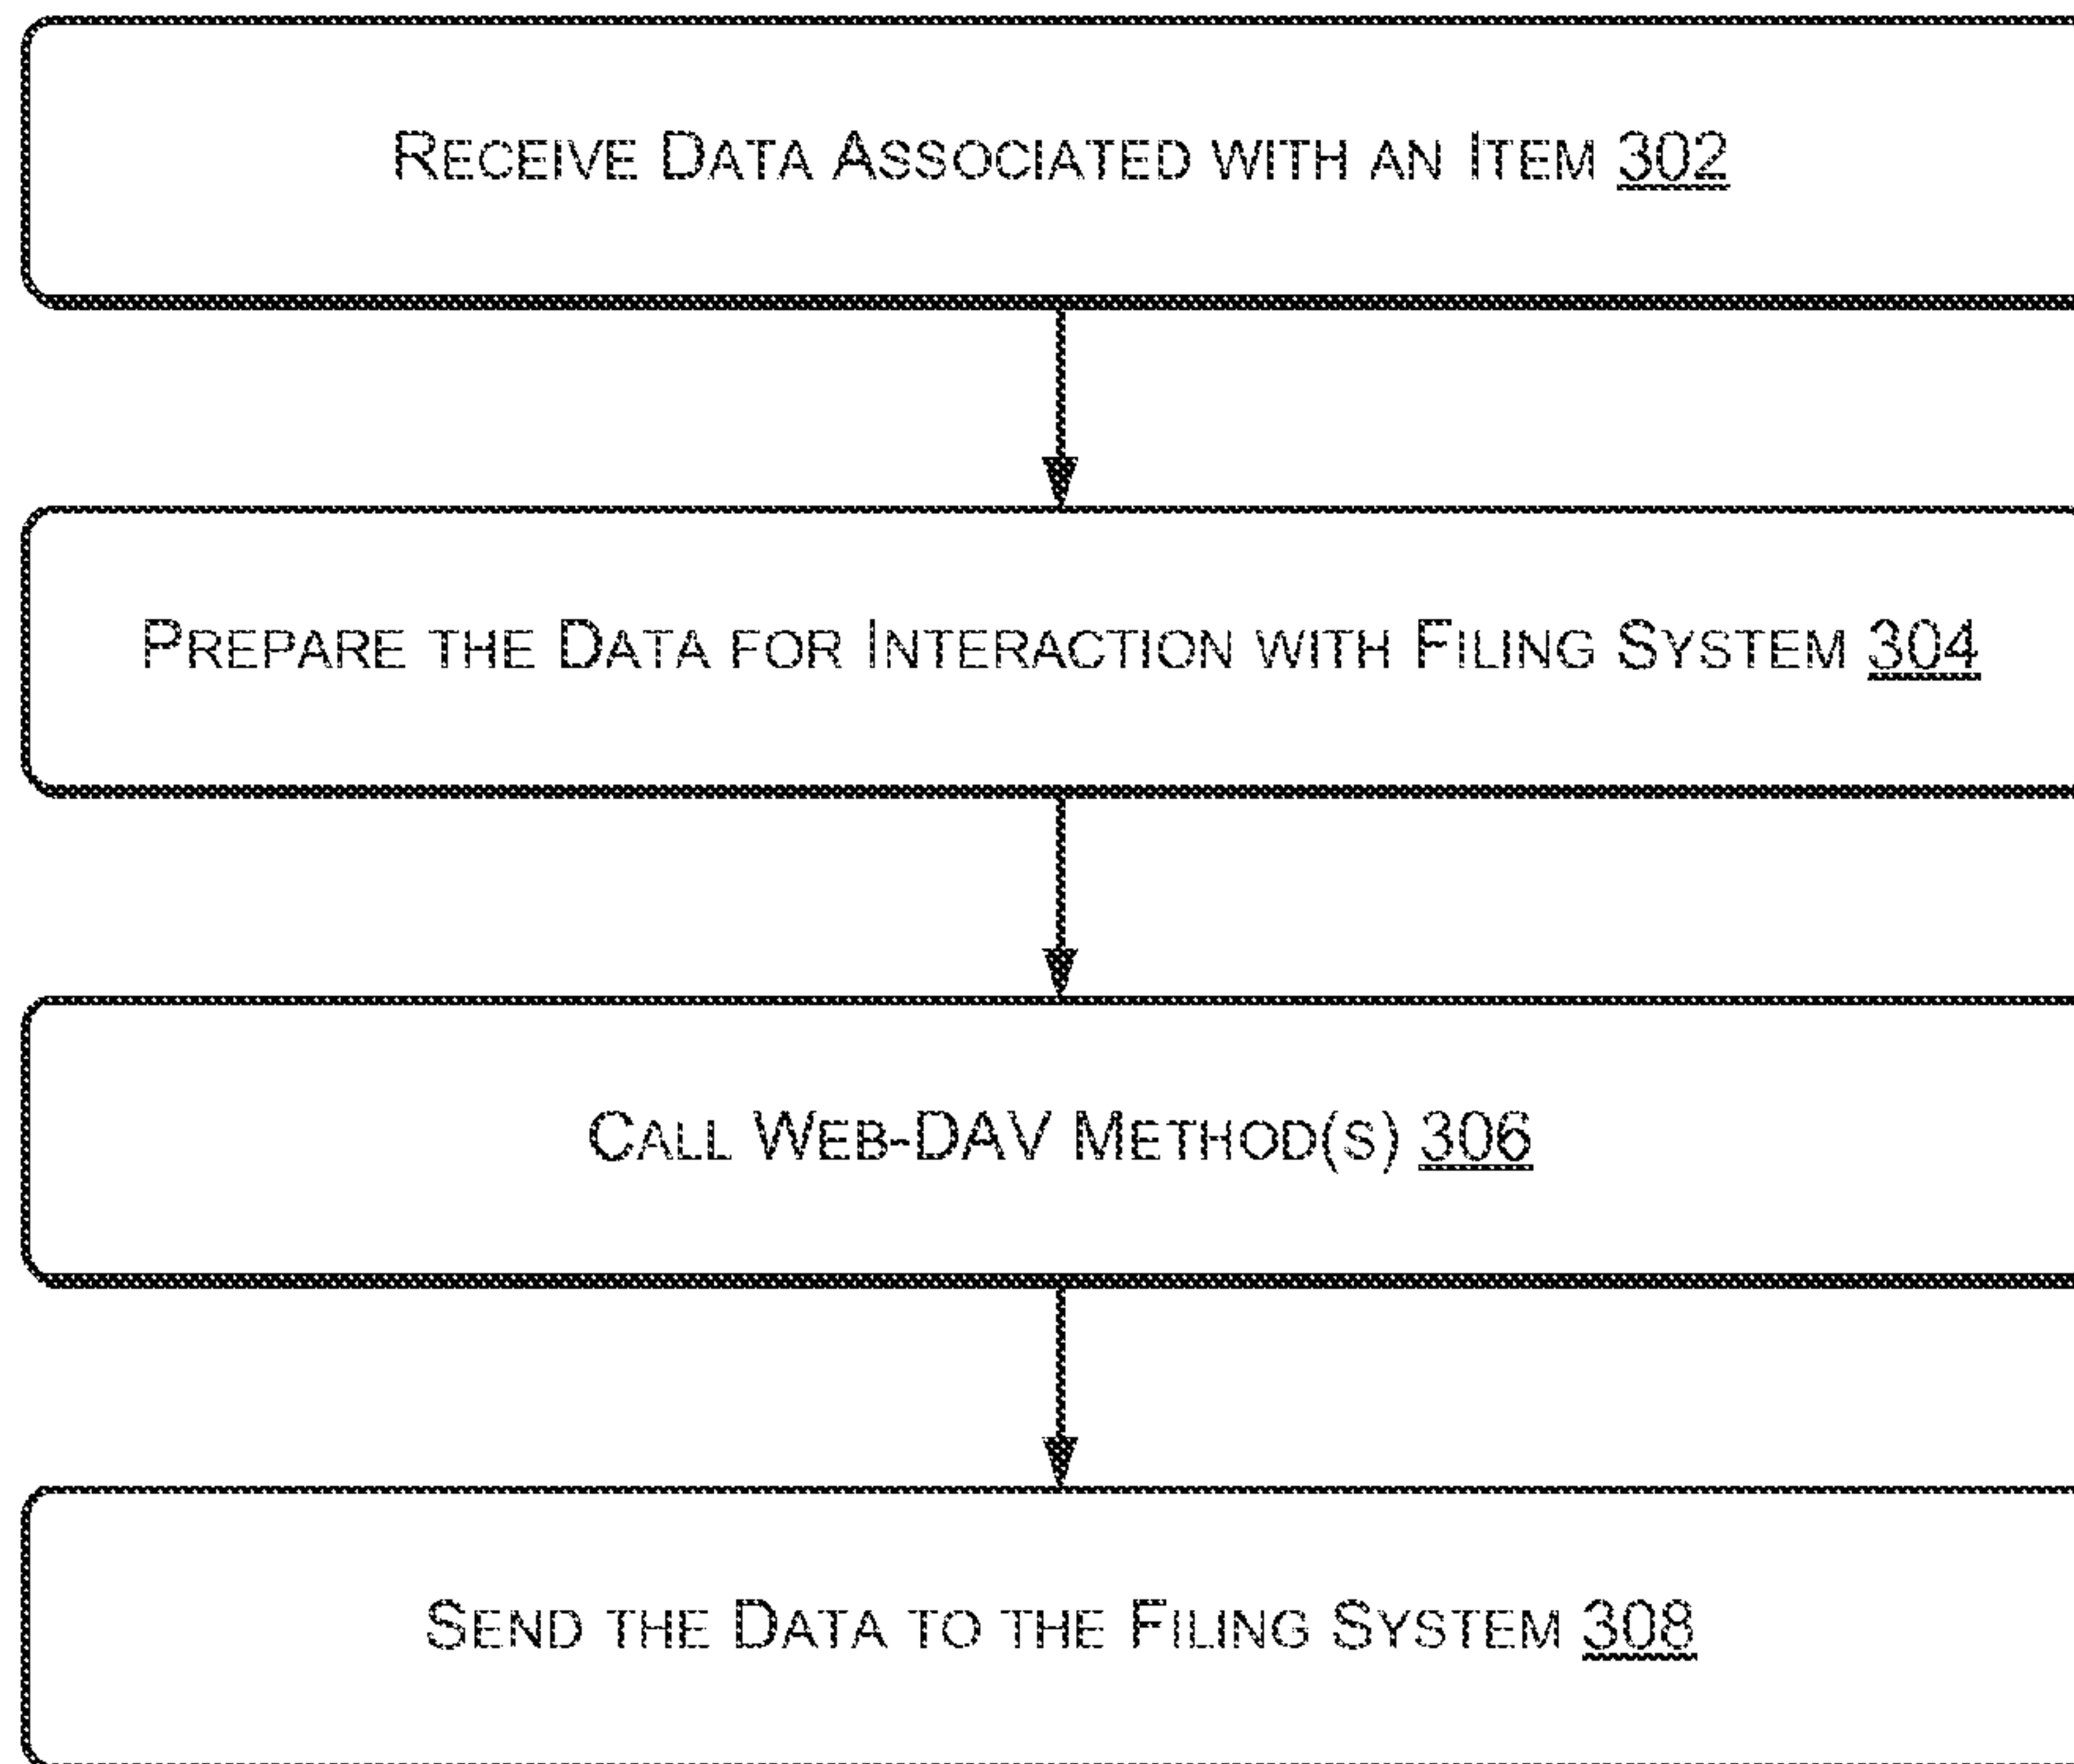 RECEIVE DATA ASSOCIATED WITH AN ITEM 302
PREPARE THE DATA FOR INTERACTION WITH FILING SYSTEM 304
CALL WEB-DAV METHOD(S) 306
SEND THE DATA TO THE FILING SYSTEM 308